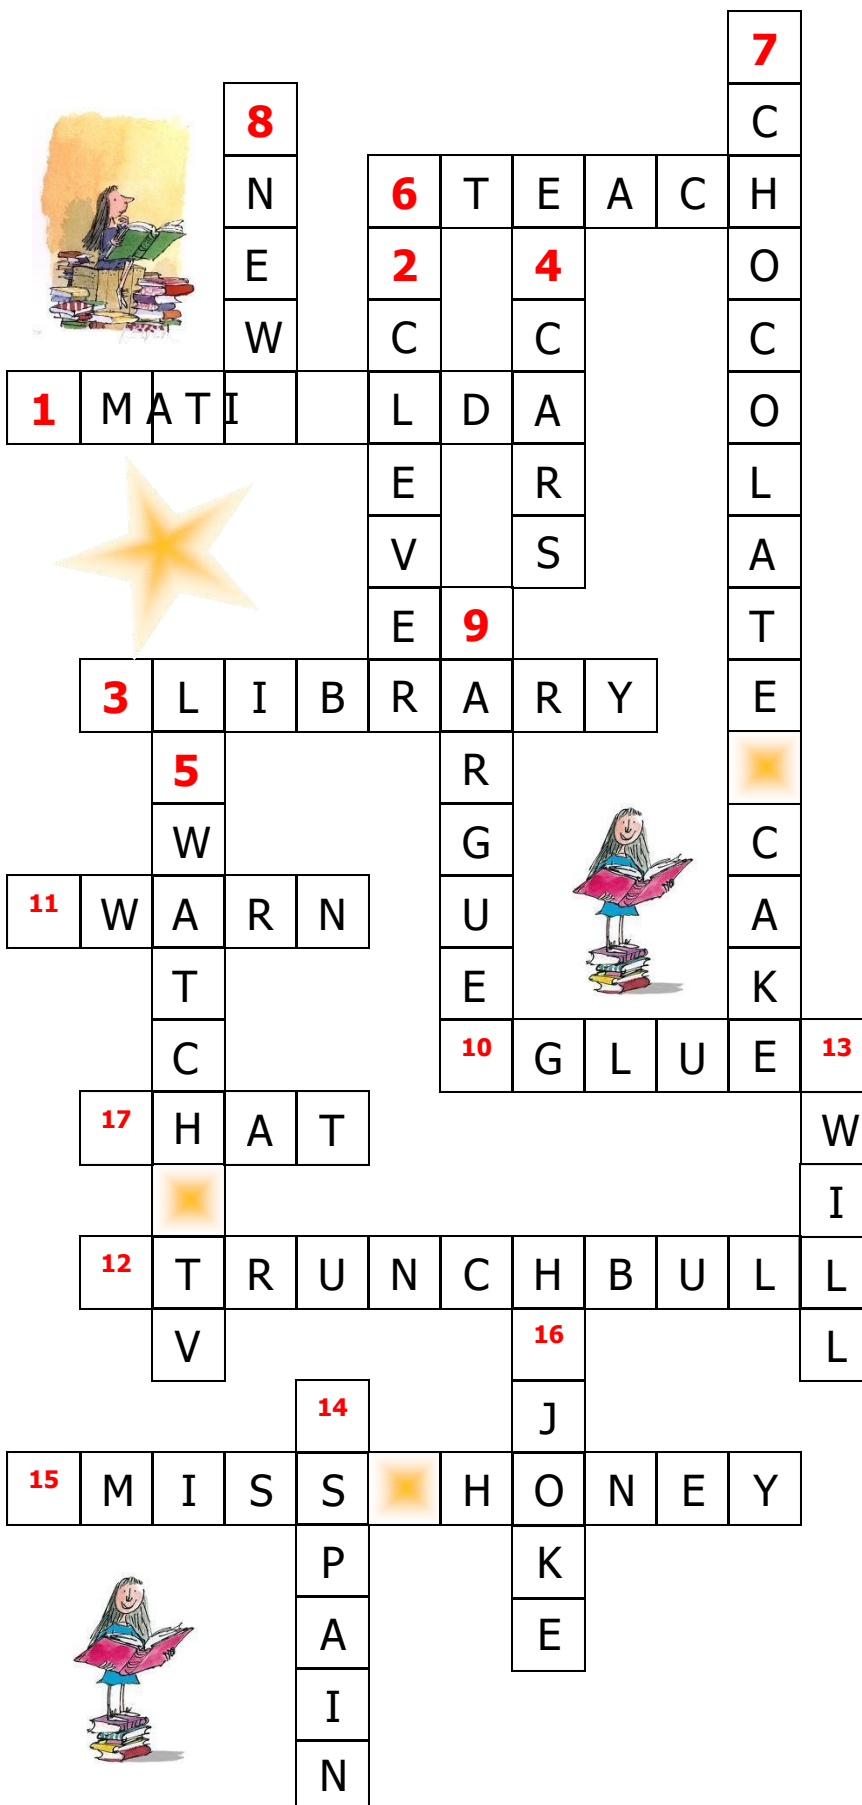 7
8 C
N 6 T E A C H
E 2 4 O
W C C C
1 M A T I L D A O
E R L
V S A
E 9 T
3 L I B R A R Y E
5 R
W G C
11 W A R N U A
T E K
C 10 G L U E 13
17 H A T W
I
12 T R U N C H B U L L
V 16 L
14 J
15 M I S S H O N E Y
P K
A E
I
N